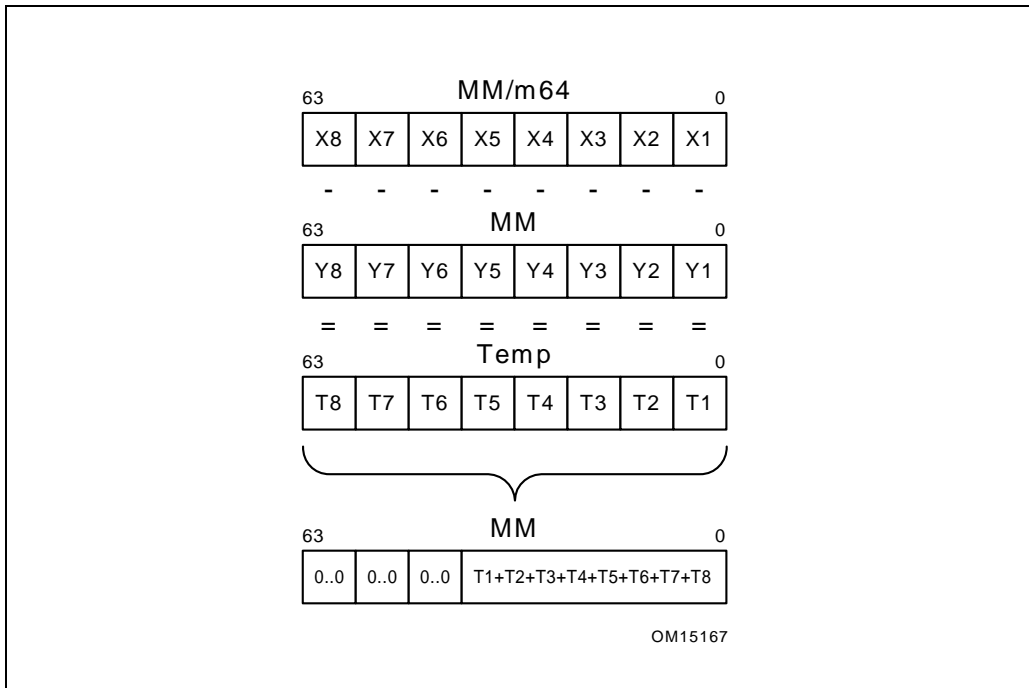 MM/m64
63 0
X8 X7 X6 X5 X4 X3 X2 X1
- - - - - - - -
MM
63 0
Y8 Y7 Y6 Y5 Y4 Y3 Y2 Y1
= = = = = = = =
Temp
63 0
T8 T7 T6 T5 T4 T3 T2 T1
MM
63 0
0..0 0..0 0..0 T1+T2+T3+T4+T5+T6+T7+T8
OM15167